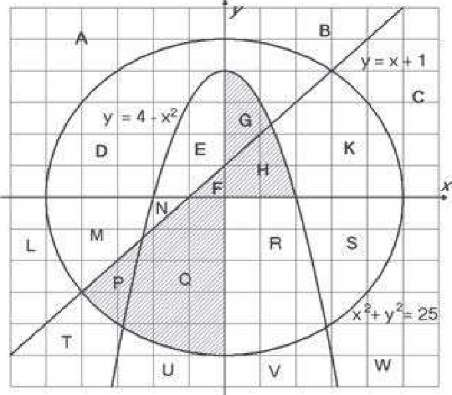 y
A
B
y = x + 1
C
y = 4 - x²
G
D
E
K
H
F
x
N
M
L
R
S
P
Q
x² + y² = 25
T
U
V
W